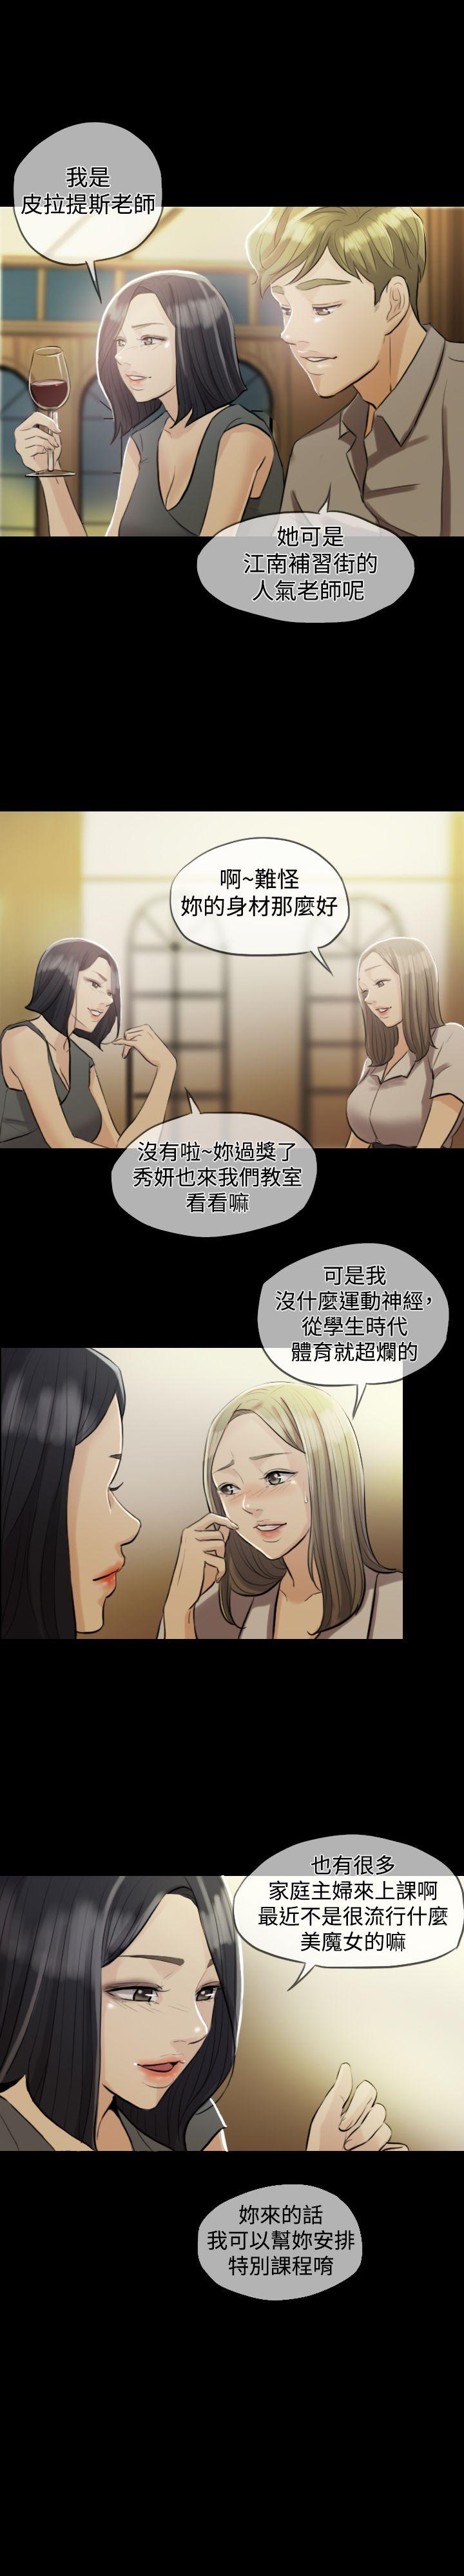 我是
皮拉提斯老師
她可是
江南補習街的
人氣老師呢
啊~難怪
妳的身材那麼好
沒有啦~妳過獎了
秀妍也來我們教室
看看嘛
可是我
沒什麼運動神經，
從學生時代
體育就超爛的
也有很多
家庭主婦來上課啊
最近不是很流行什麼
美魔女的嘛
妳來的話
我可以幫妳安排
特別課程唷